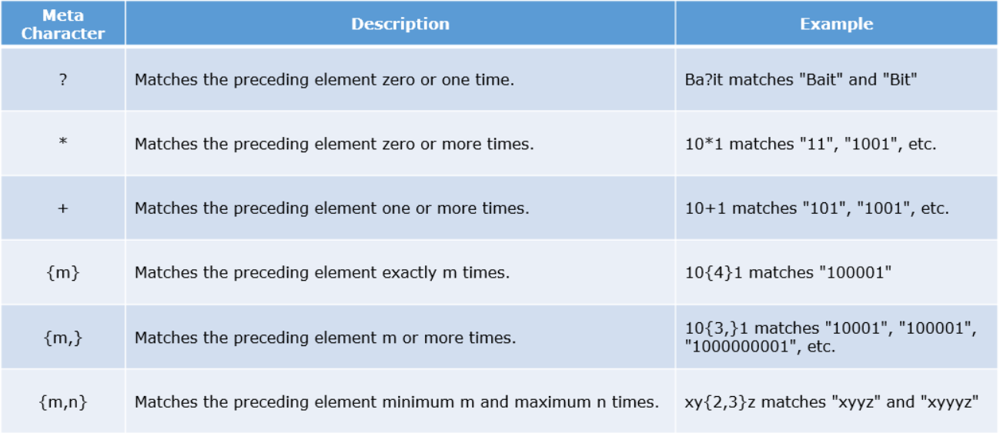 Meta
Character
Description
Example
?
Matches the preceding element zero or one time.
Ba?it matches "Bait" and "Bit"
*
Matches the preceding element zero or more times.
10*1 matches "11", "1001", etc.
+
Matches the preceding element one or more times.
10+1 matches "101", "1001", etc.
{m}
Matches the preceding element exactly m times.
10{4}1 matches "100001"
{m,}
Matches the preceding element m or more times.
10{3,}1 matches "10001", "100001",
"1000000001", etc.
{m,n}
Matches the preceding element minimum m and maximum n times.
xy{2,3}z matches "xyyz" and "xyyyz"